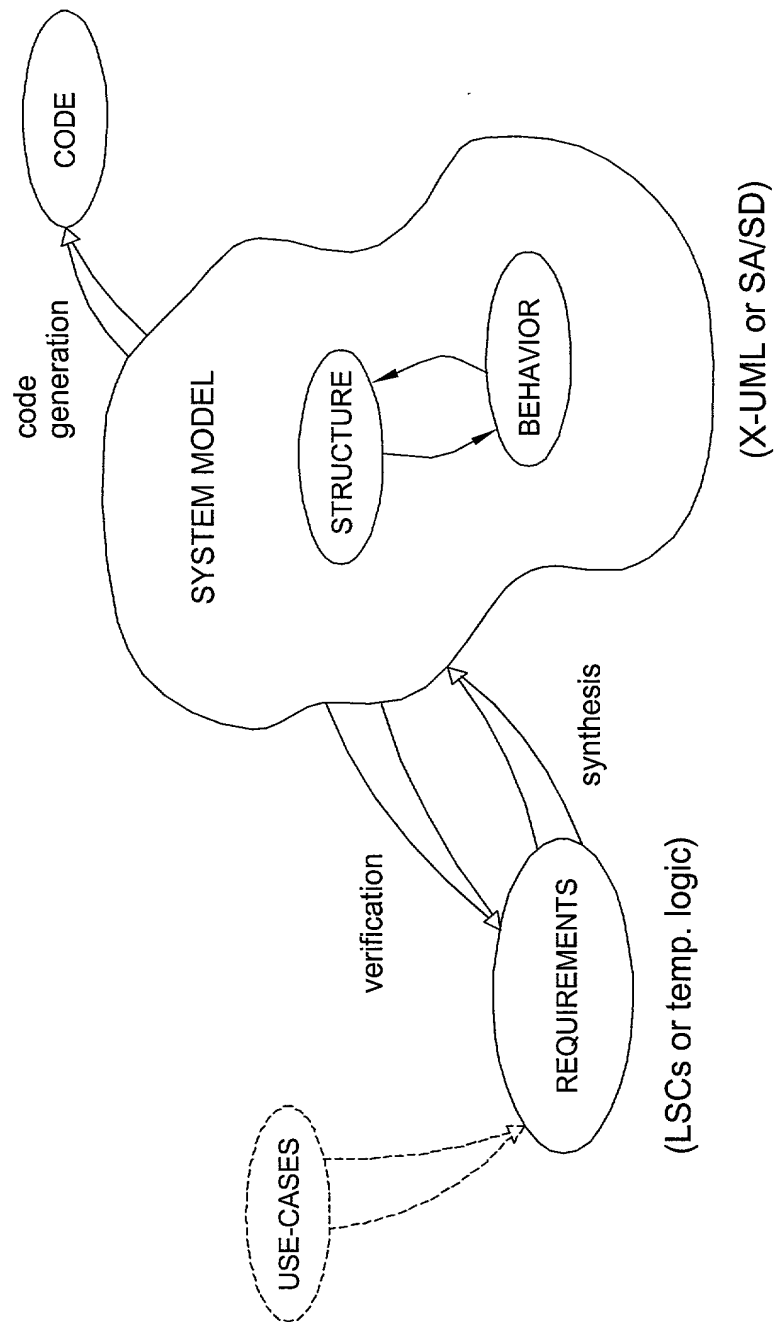 USE-CASES
REQUIREMENTS
(LSCs or temp. logic)
verification
synthesis
SYSTEM MODEL
STRUCTURE
BEHAVIOR
(X-UML or SA/SD)
code
generation
CODE